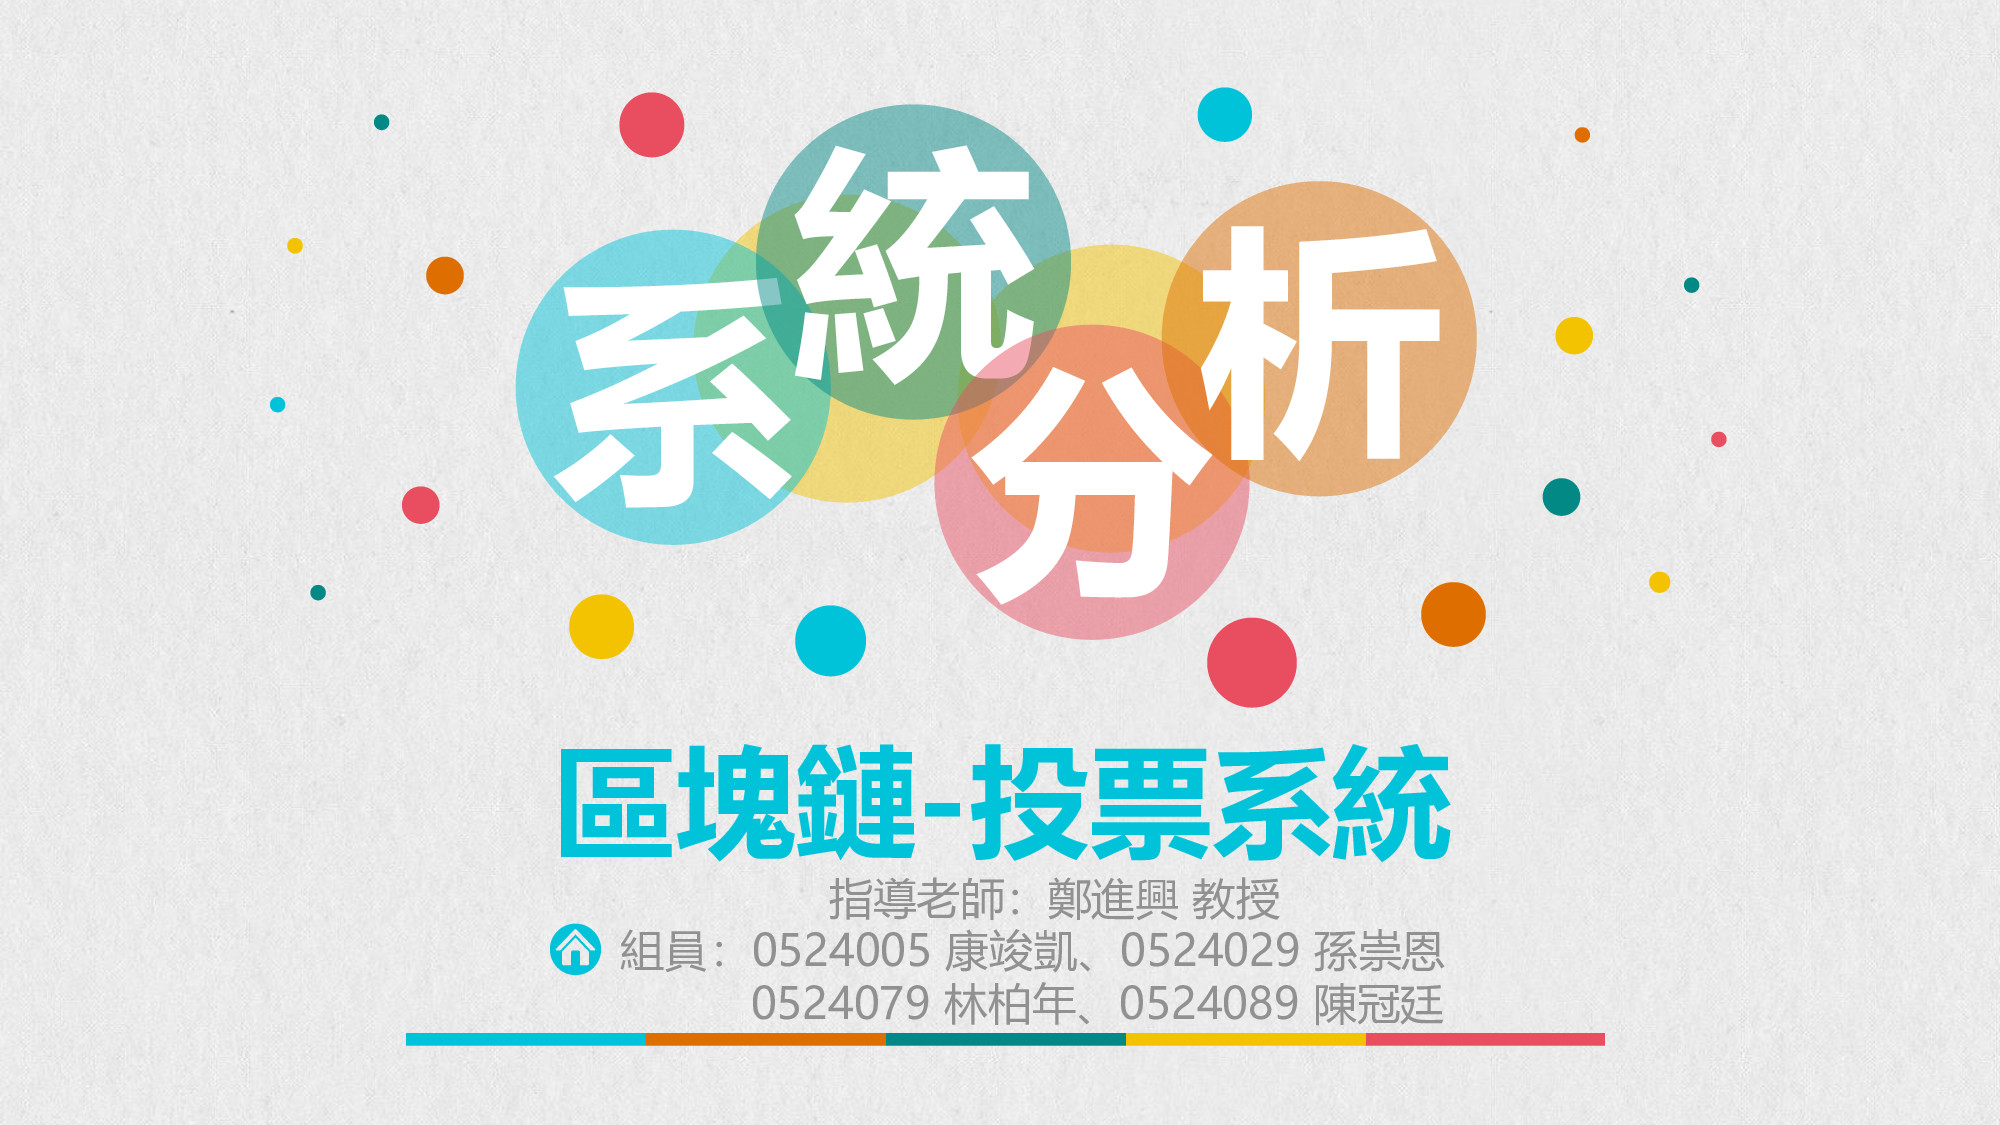 系統分析
區塊鏈-投票系統
指導老師：鄭進興 教授
組員：0524005 康竣凱、0524029 孫崇恩
0524079 林柏年、0524089 陳冠廷